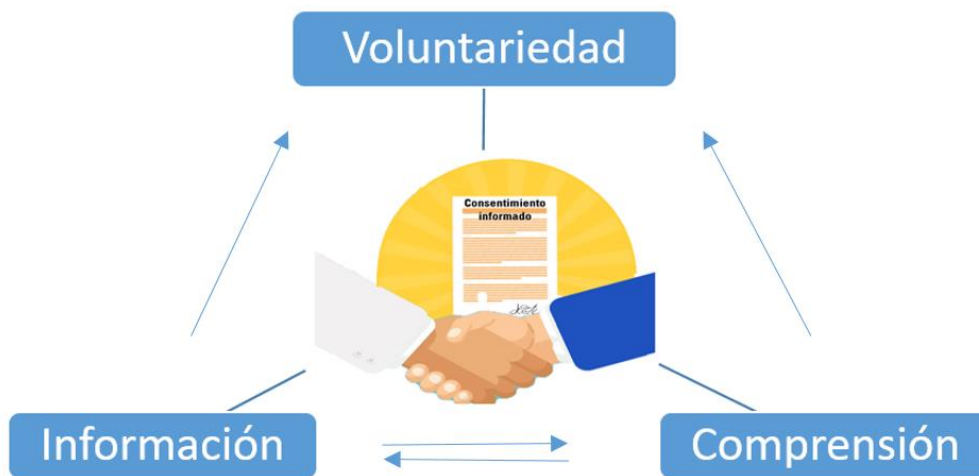 Voluntariedad
Consentimiento
informado
Información
Comprensión